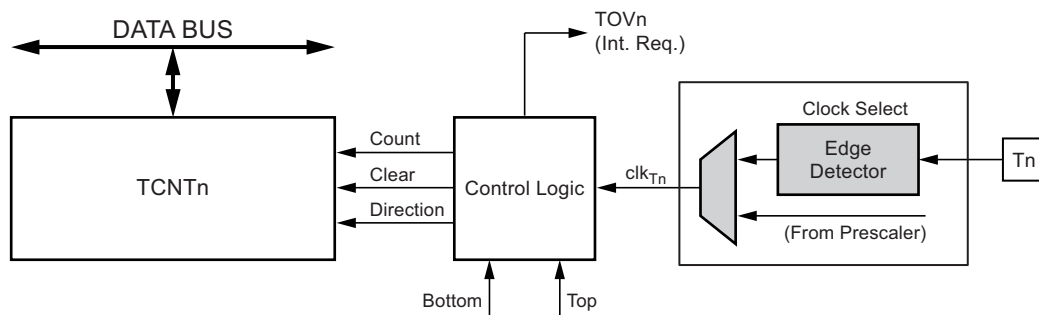 DATA BUS
TOVn
(Int. Req.)
Clock Select
Edge
Detector
Tn
TCNTn
Count
Clear
Direction
Control Logic
clkTn
(From Prescaler)
Bottom
Top